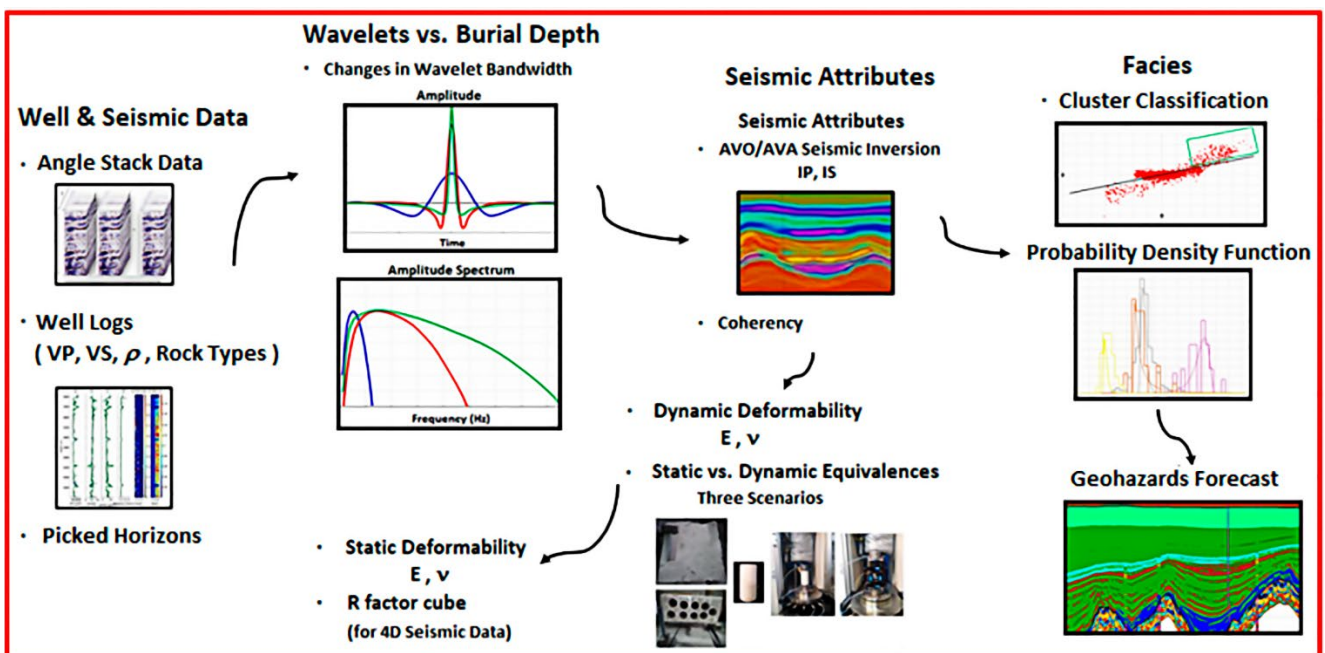 Well & Seismic Data
· Angle Stack Data
· Well Logs
( VP, VS, ρ , Rock Types )
· Picked Horizons
Wavelets vs. Burial Depth
· Changes in Wavelet Bandwidth
Amplitude
Time
Amplitude Spectrum
Frequency (Hz)
Seismic Attributes
Seismic Attributes
· AVO/AVA Seismic Inversion
IP, IS
· Coherency
· Dynamic Deformability
E , ν
· Static vs. Dynamic Equivalences
Three Scenarios
· Static Deformability
E , ν
· R factor cube
(for 4D Seismic Data)
Facies
· Cluster Classification
Probability Density Function
Geohazards Forecast